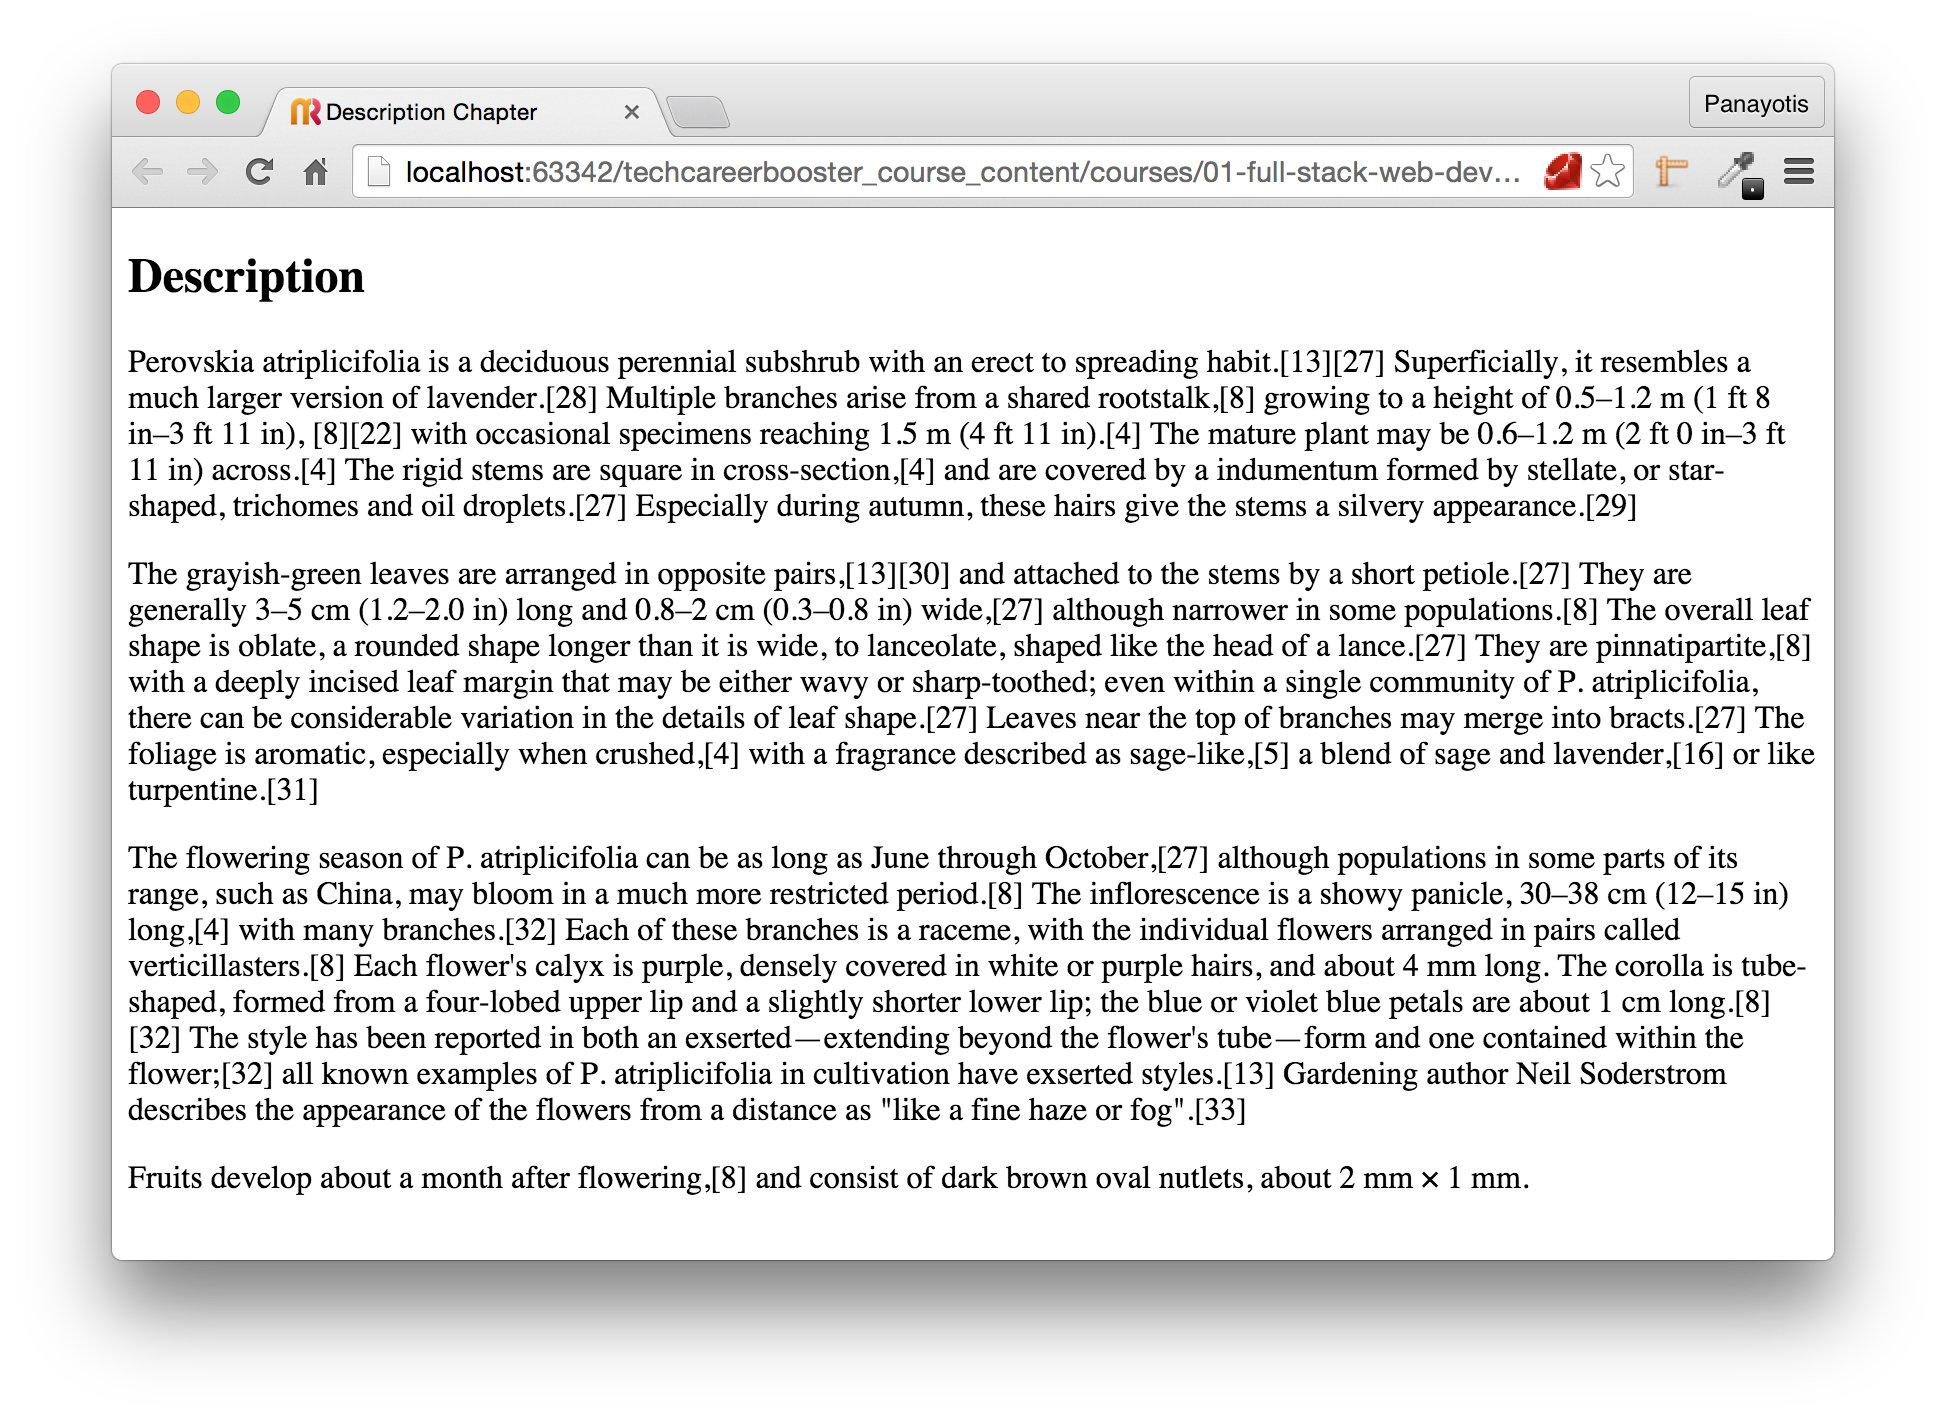 Description Chapter
Panayotis
localhost:63342/techcareerbooster_course_content/courses/01-full-stack-web-dev...
Description
Perovskia atriplicifolia is a deciduous perennial subshrub with an erect to spreading habit.[13][27] Superficially, it resembles a
much larger version of lavender.[28] Multiple branches arise from a shared rootstalk,[8] growing to a height of 0.5–1.2 m (1 ft 8
in–3 ft 11 in), [8][22] with occasional specimens reaching 1.5 m (4 ft 11 in).[4] The mature plant may be 0.6–1.2 m (2 ft 0 in–3 ft
11 in) across.[4] The rigid stems are square in cross-section,[4] and are covered by a indumentum formed by stellate, or star-
shaped, trichomes and oil droplets.[27] Especially during autumn, these hairs give the stems a silvery appearance.[29]
The grayish-green leaves are arranged in opposite pairs,[13][30] and attached to the stems by a short petiole.[27] They are
generally 3–5 cm (1.2–2.0 in) long and 0.8–2 cm (0.3–0.8 in) wide,[27] although narrower in some populations.[8] The overall leaf
shape is oblate, a rounded shape longer than it is wide, to lanceolate, shaped like the head of a lance.[27] They are pinnatipartite,[8]
with a deeply incised leaf margin that may be either wavy or sharp-toothed; even within a single community of P. atriplicifolia,
there can be considerable variation in the details of leaf shape.[27] Leaves near the top of branches may merge into bracts.[27] The
foliage is aromatic, especially when crushed,[4] with a fragrance described as sage-like,[5] a blend of sage and lavender,[16] or like
turpentine.[31]
The flowering season of P. atriplicifolia can be as long as June through October,[27] although populations in some parts of its
range, such as China, may bloom in a much more restricted period.[8] The inflorescence is a showy panicle, 30–38 cm (12–15 in)
long,[4] with many branches.[32] Each of these branches is a raceme, with the individual flowers arranged in pairs called
verticillasters.[8] Each flower's calyx is purple, densely covered in white or purple hairs, and about 4 mm long. The corolla is tube-
shaped, formed from a four-lobed upper lip and a slightly shorter lower lip; the blue or violet blue petals are about 1 cm long.[8]
[32] The style has been reported in both an exserted—extending beyond the flower's tube—form and one contained within the
flower;[32] all known examples of P. atriplicifolia in cultivation have exserted styles.[13] Gardening author Neil Soderstrom
describes the appearance of the flowers from a distance as "like a fine haze or fog".[33]
Fruits develop about a month after flowering,[8] and consist of dark brown oval nutlets, about 2 mm × 1 mm.